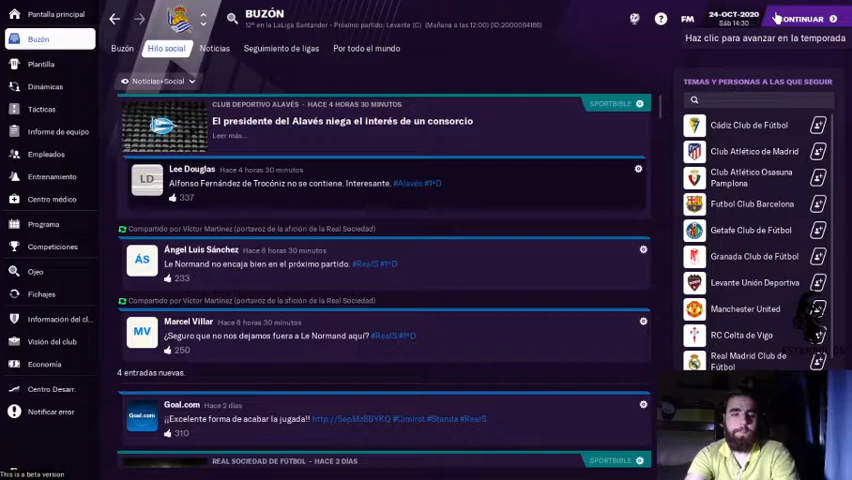 Pantalla principal
Buzón
Plantilla
Dinámicas
Tácticas
Informe de equipo
Empleados
Entrenamiento
Centro médico
Programa
Competiciones
Ojeo
Fichajes
Información del cl...
Visión del club
Economía
Centro Desarr.
Notificar error
This is a beta version
BUZÓN
12º en la LaLiga Santander - Próximo partido: Levante (C) (Mañana a las 12:00) (ID:2000084166)
?
FM
24-OCT-2020
Sáb 14:30
CONTINUAR
Haz clic para avanzar en la temporada
Buzón
Hilo social
Noticias
Seguimiento de ligas
Por todo el mundo
Noticias+Social
CLUB DEPORTIVO ALAVÉS - HACE 4 HORAS 30 MINUTOS
SPORTBIBLE
El presidente del Alavés niega el interés de un consorcio
Leer más...
LD
Lee Douglas Hace 4 horas 30 minutos
Alfonso Fernández de Trocóniz no se contiene. Interesante. #Alavés #1ªD
337
Compartido por Víctor Martínez (portavoz de la afición de la Real Sociedad)
ÁS
Ángel Luis Sánchez Hace 6 horas 30 minutos
Le Normand no encaja bien en el próximo partido. #RealS #1ªD
233
Compartido por Víctor Martínez (portavoz de la afición de la Real Sociedad)
MV
Marcel Villar Hace 6 horas 30 minutos
¿Seguro que no nos dejamos fuera a Le Normand aquí? #RealS #1ªD
250
4 entradas nuevas.
Goal.com
Goal.com Hace 2 días
¡¡Excelente forma de acabar la jugada!! http://5epMz8BYKQ #Cimirot #Standa #RealS
310
REAL SOCIEDAD DE FÚTBOL - HACE 2 DÍAS
SPORTBIBLE
TEMAS Y PERSONAS A LAS QUE SEGUIR
Cádiz Club de Fútbol
Club Atlético de Madrid
Club Atlético Osasuna
Pamplona
Futbol Club Barcelona
Getafe Club de Fútbol
Granada Club de Fútbol
Levante Unión Deportiva
Manchester United
RC Celta de Vigo
Real Madrid Club de
Fútbol